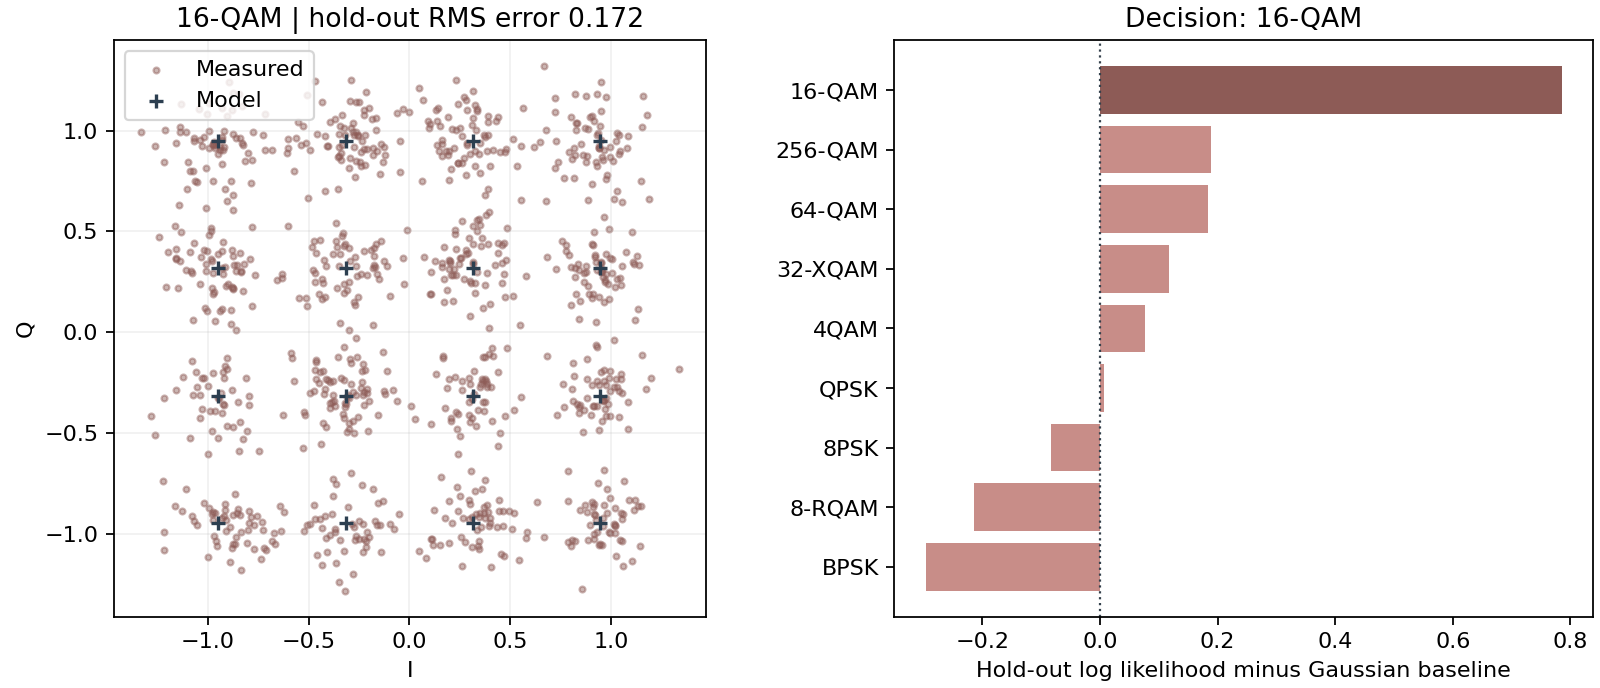 16-QAM | hold-out RMS error 0.172
Measured
Model
1.0
0.5
0.0
−0.5
−1.0
Q
−1.0
−0.5
0.0
0.5
1.0
I
Decision: 16-QAM
16-QAM
256-QAM
64-QAM
32-XQAM
4QAM
QPSK
8PSK
8-RQAM
BPSK
−0.2
0.0
0.2
0.4
0.6
0.8
Hold-out log likelihood minus Gaussian baseline